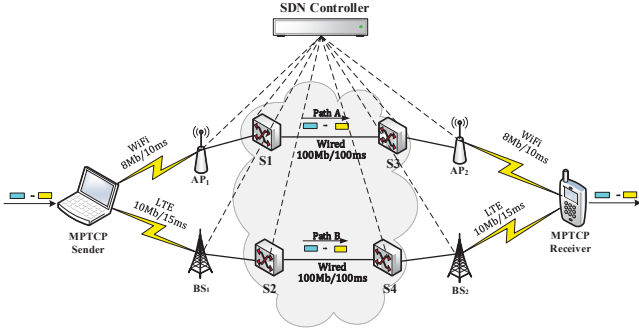 SDN Controller
WiFi
8Mb/10ms
AP1
S1
Path A
Wired
100Mb/100ms
S3
AP2
WiFi
8Mb/10ms
MPTCP
Sender
LTE
10Mb/15ms
BS1
S2
Path B
Wired
100Mb/100ms
S4
BS2
LTE
10Mb/15ms
MPTCP
Receiver